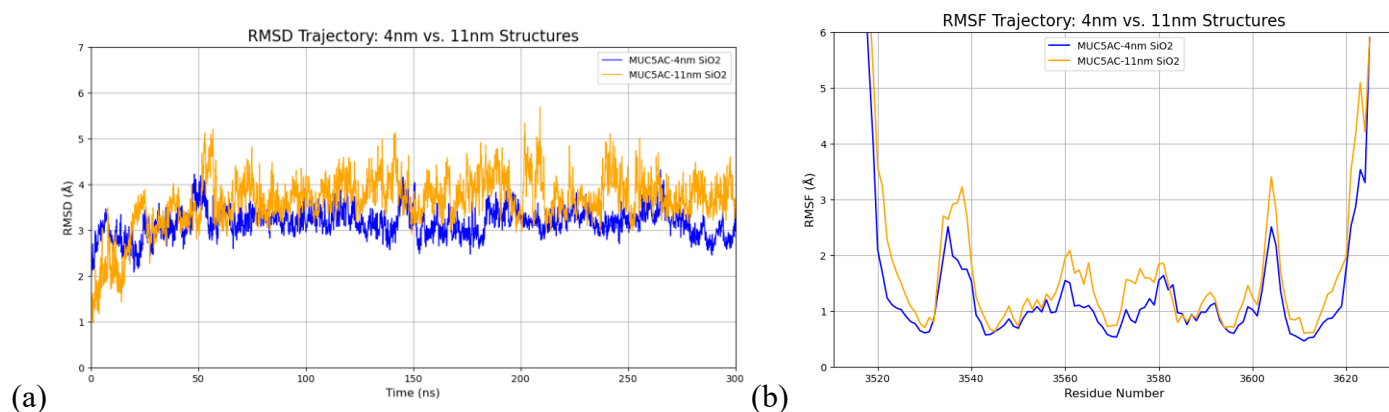 RMSD Trajectory: 4nm vs. 11nm Structures
MUC5AC-4nm SiO2
MUC5AC-11nm SiO2
7
6
5
4
3
2
1
0
RMSD (Å)
0 50 100 150 200 250 300
Time (ns)
(a)
RMSF Trajectory: 4nm vs. 11nm Structures
MUC5AC-4nm SiO2
MUC5AC-11nm SiO2
6
5
4
3
2
1
0
RMSF (Å)
3520 3540 3560 3580 3600 3620
Residue Number
(b)